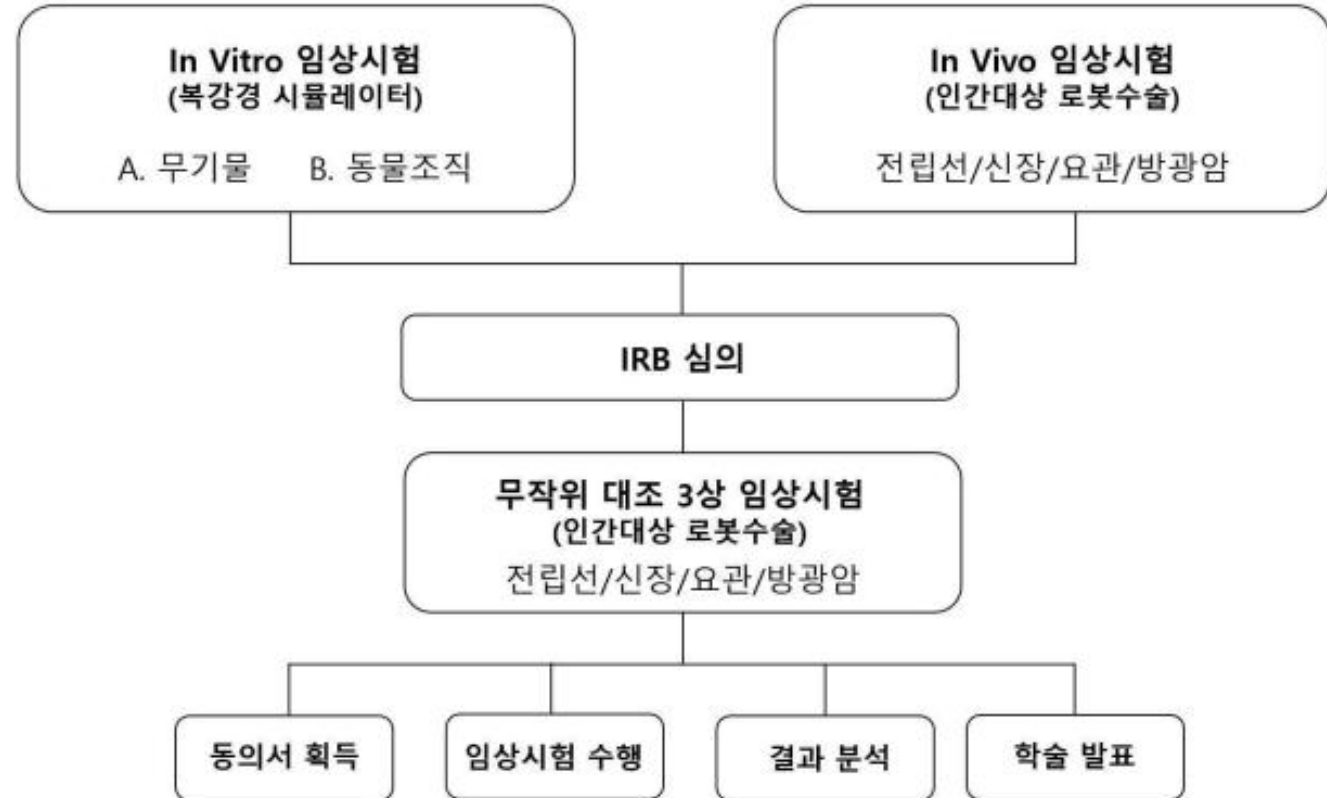 In Vitro 임상시험
(복강경 시뮬레이터)
A. 무기물 B. 동물조직
In Vivo 임상시험
(인간대상 로봇수술)
전립선/신장/요관/방광암
IRB 심의
무작위 대조 3상 임상시험
(인간대상 로봇수술)
전립선/신장/요관/방광암
동의서 획득
임상시험 수행
결과 분석
학술 발표